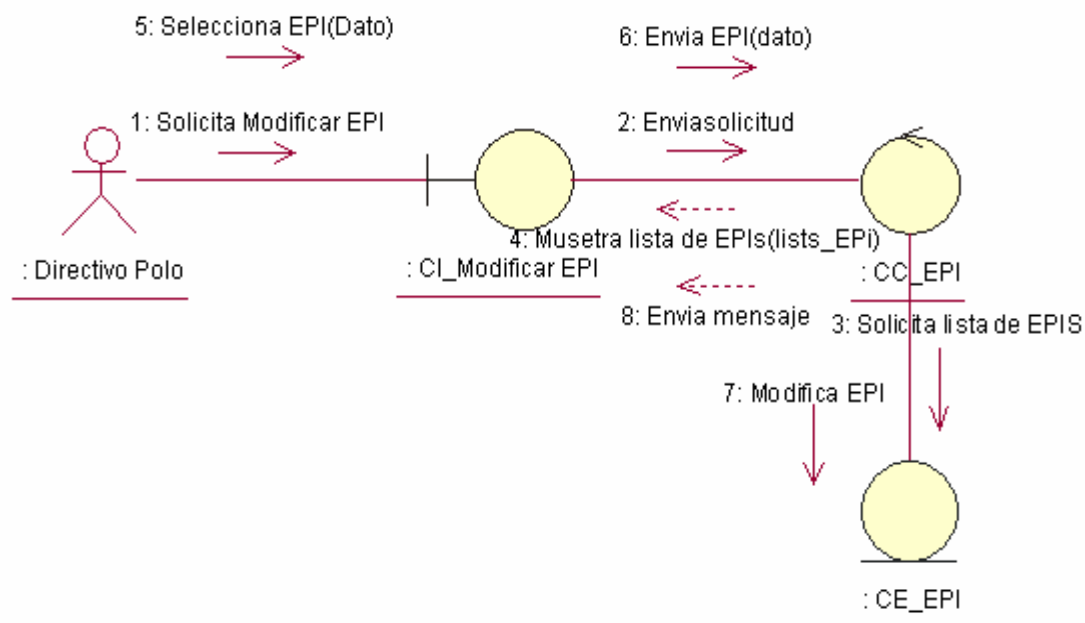 5: Selecciona EPI(Dato)
6: Envia EPI(dato)
1: Solicita Modificar EPI
2: Enviasolicitud
4: Musetra lista de EPIs(lists_EPi)
: Directivo Polo
: CI_Modificar EPI
: CC_EPI
8: Envia mensaje
3: Solicita lista de EPIS
7: Modifica EPI
: CE_EPI